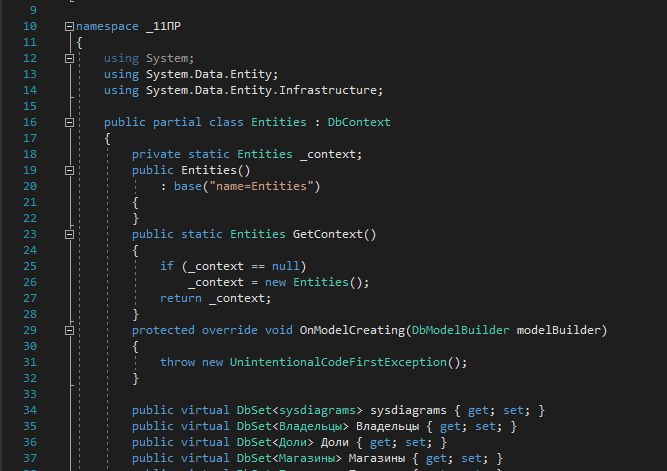 9
10 namespace _11ПР
11 {
12 using System;
13 using System.Data.Entity;
14 using System.Data.Entity.Infrastructure;
15
16 public partial class Entities : DbContext
17 {
18 private static Entities _context;
19 public Entities()
20 : base("name=Entities")
21 {
22 }
23 public static Entities GetContext()
24 {
25 if (_context == null)
26 _context = new Entities();
27 return _context;
28 }
29 protected override void OnModelCreating(DbModelBuilder modelBuilder)
30 {
31 throw new UnintentionalCodeFirstException();
32 }
33
34 public virtual DbSet<sysdiagrams> sysdiagrams { get; set; }
35 public virtual DbSet<Владельцы> Владельцы { get; set; }
36 public virtual DbSet<Доли> Доли { get; set; }
37 public virtual DbSet<Магазины> Магазины { get; set; }